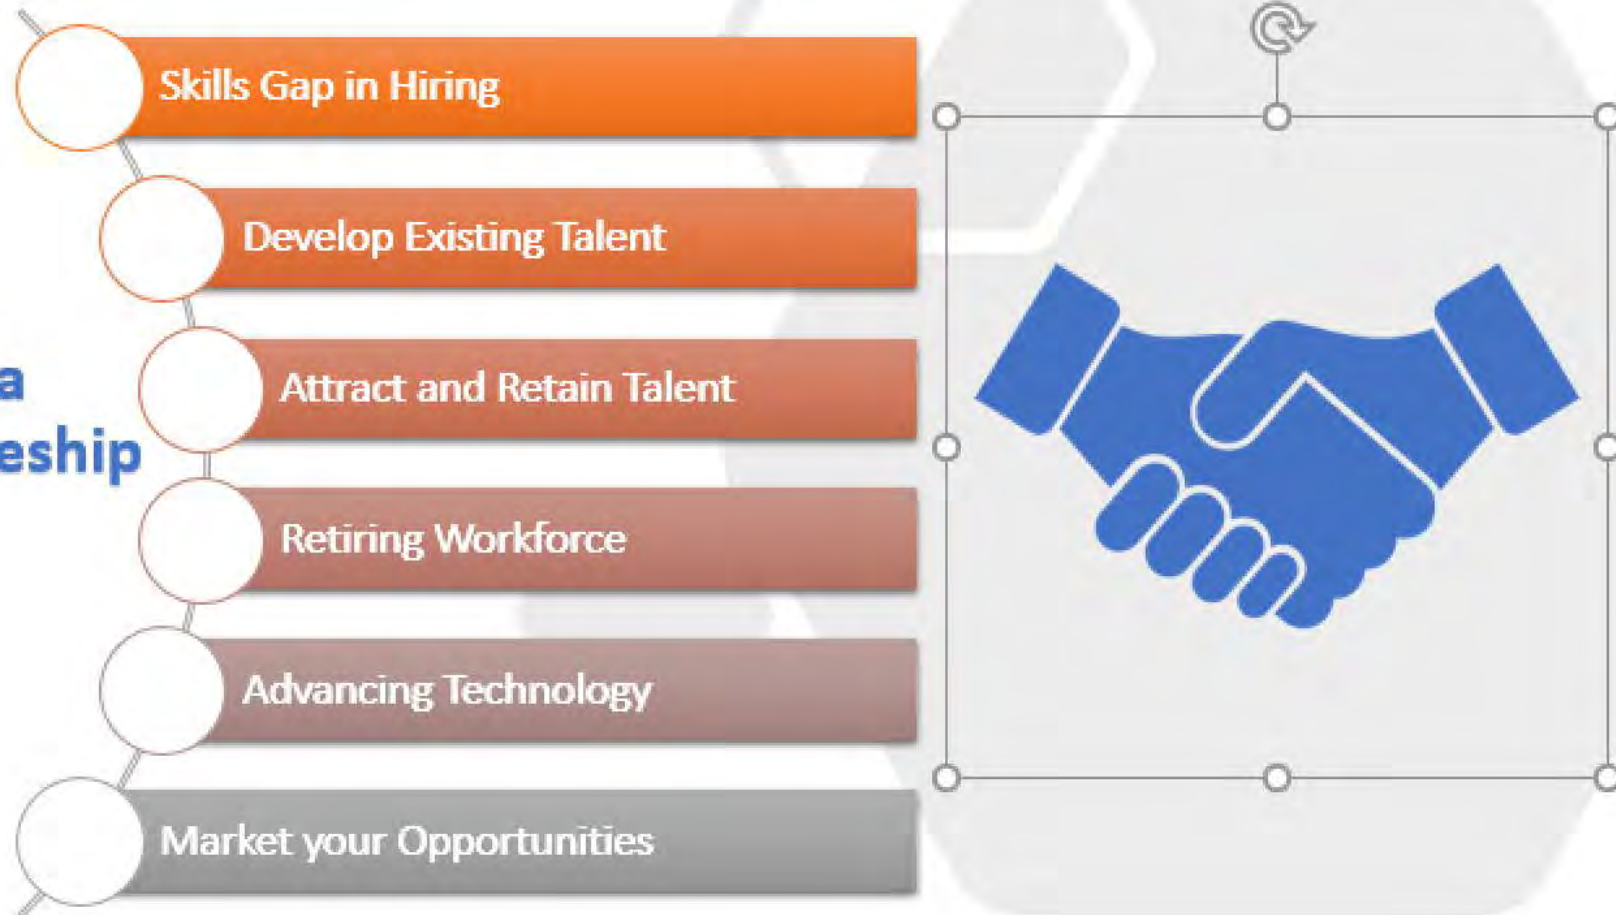 Skills Gap in Hiring
Develop Existing Talent
a
eship
Attract and Retain Talent
Retiring Workforce
Advancing Technology
Market your Opportunities